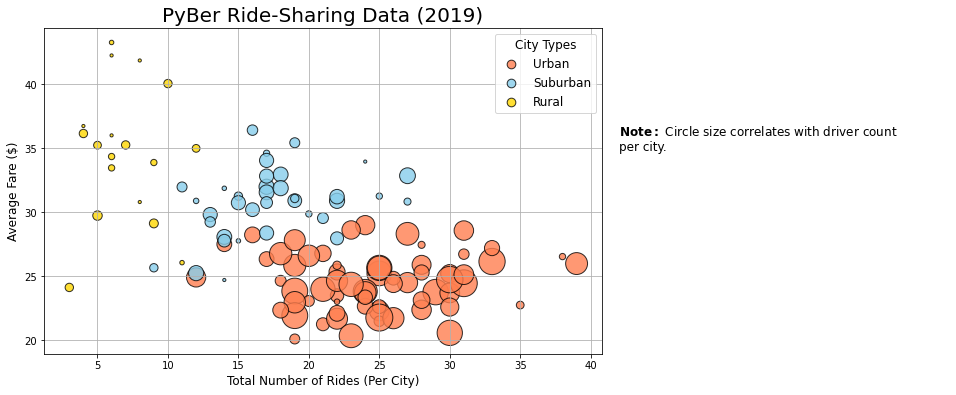 PyBer Ride-Sharing Data (2019)
City Types
Urban
Suburban
Rural
Average Fare ($)
40
35
30
25
20
5 10 15 20 25 30 35 40
Total Number of Rides (Per City)
Note: Circle size correlates with driver count
per city.